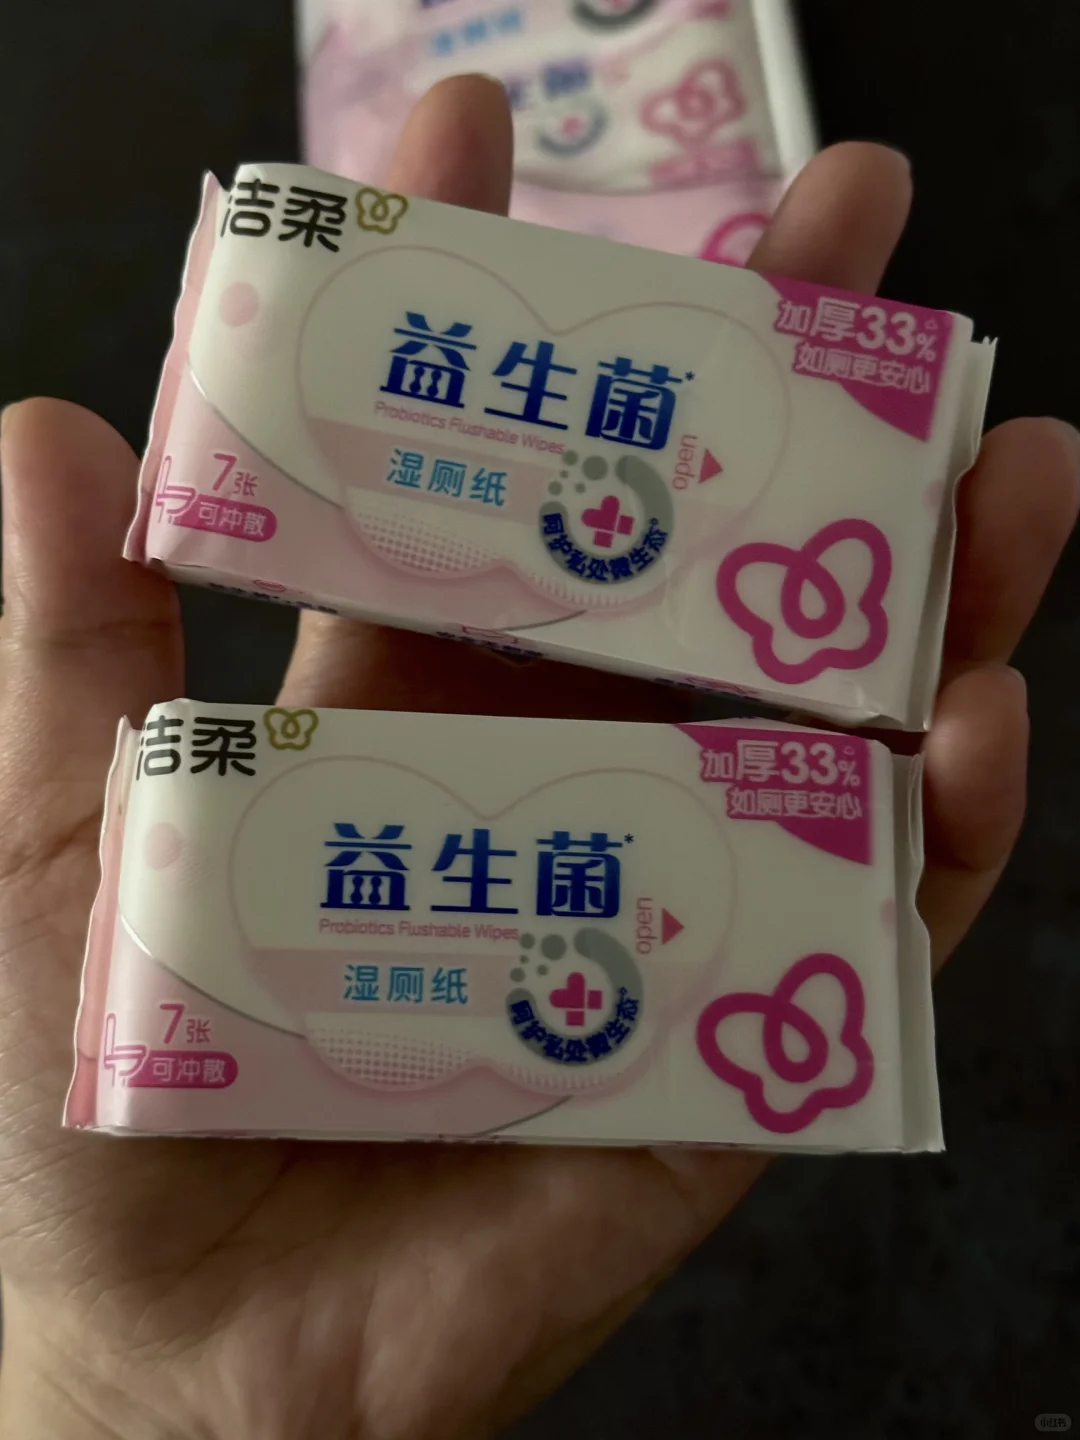 洁柔
益生菌*
Probiotics Flushable Wipes
湿厕纸
7张
可冲散
加厚33%
如厕更安心
open
呵护私处微生态
洁柔
益生菌*
Probiotics Flushable Wipes
湿厕纸
7张
可冲散
加厚33%
如厕更安心
open
呵护私处微生态
小红书